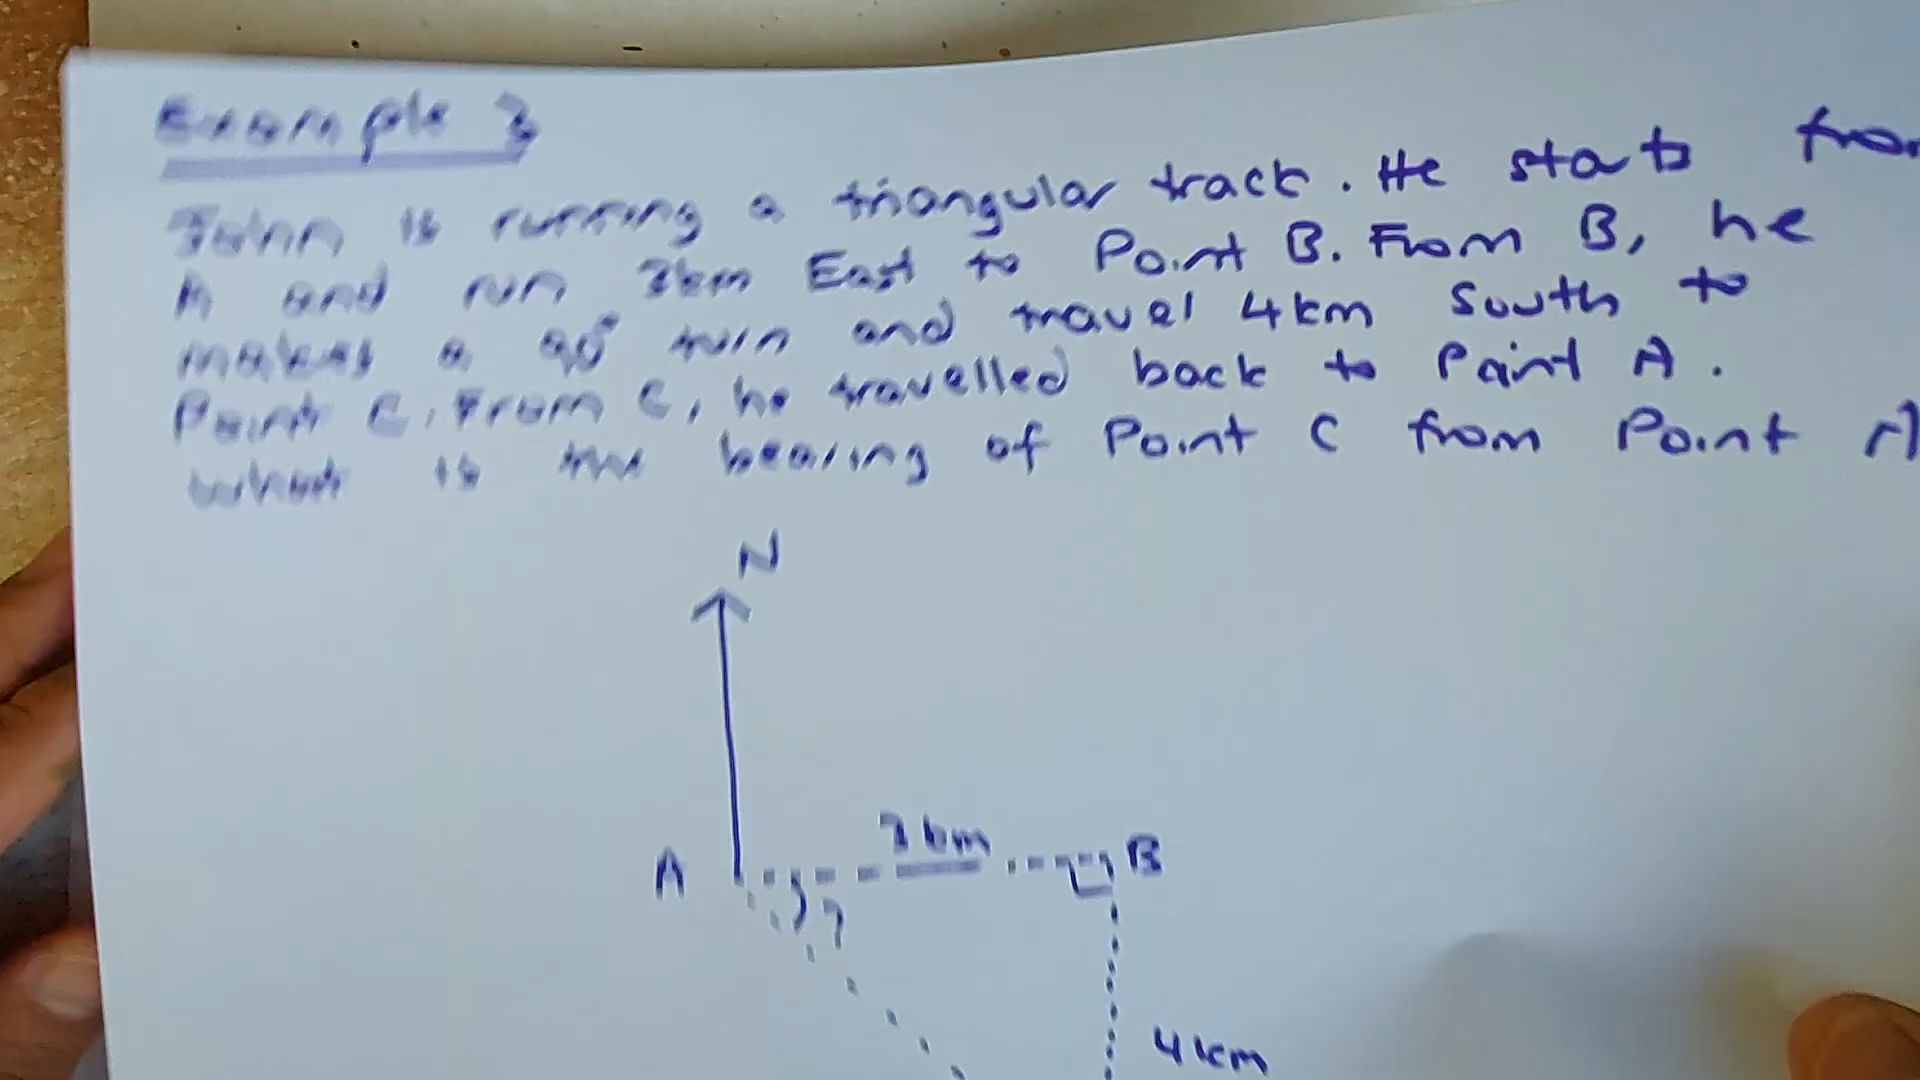 Example 3
John is running a triangular track. He starts from
A and run 3km East to Point B. From B, he
makes a 90° turn and travel 4km South to
Point C. From C, he travelled back to Point A.
What is the bearing of Point C from Point A
N
3km
A
B
?
4km